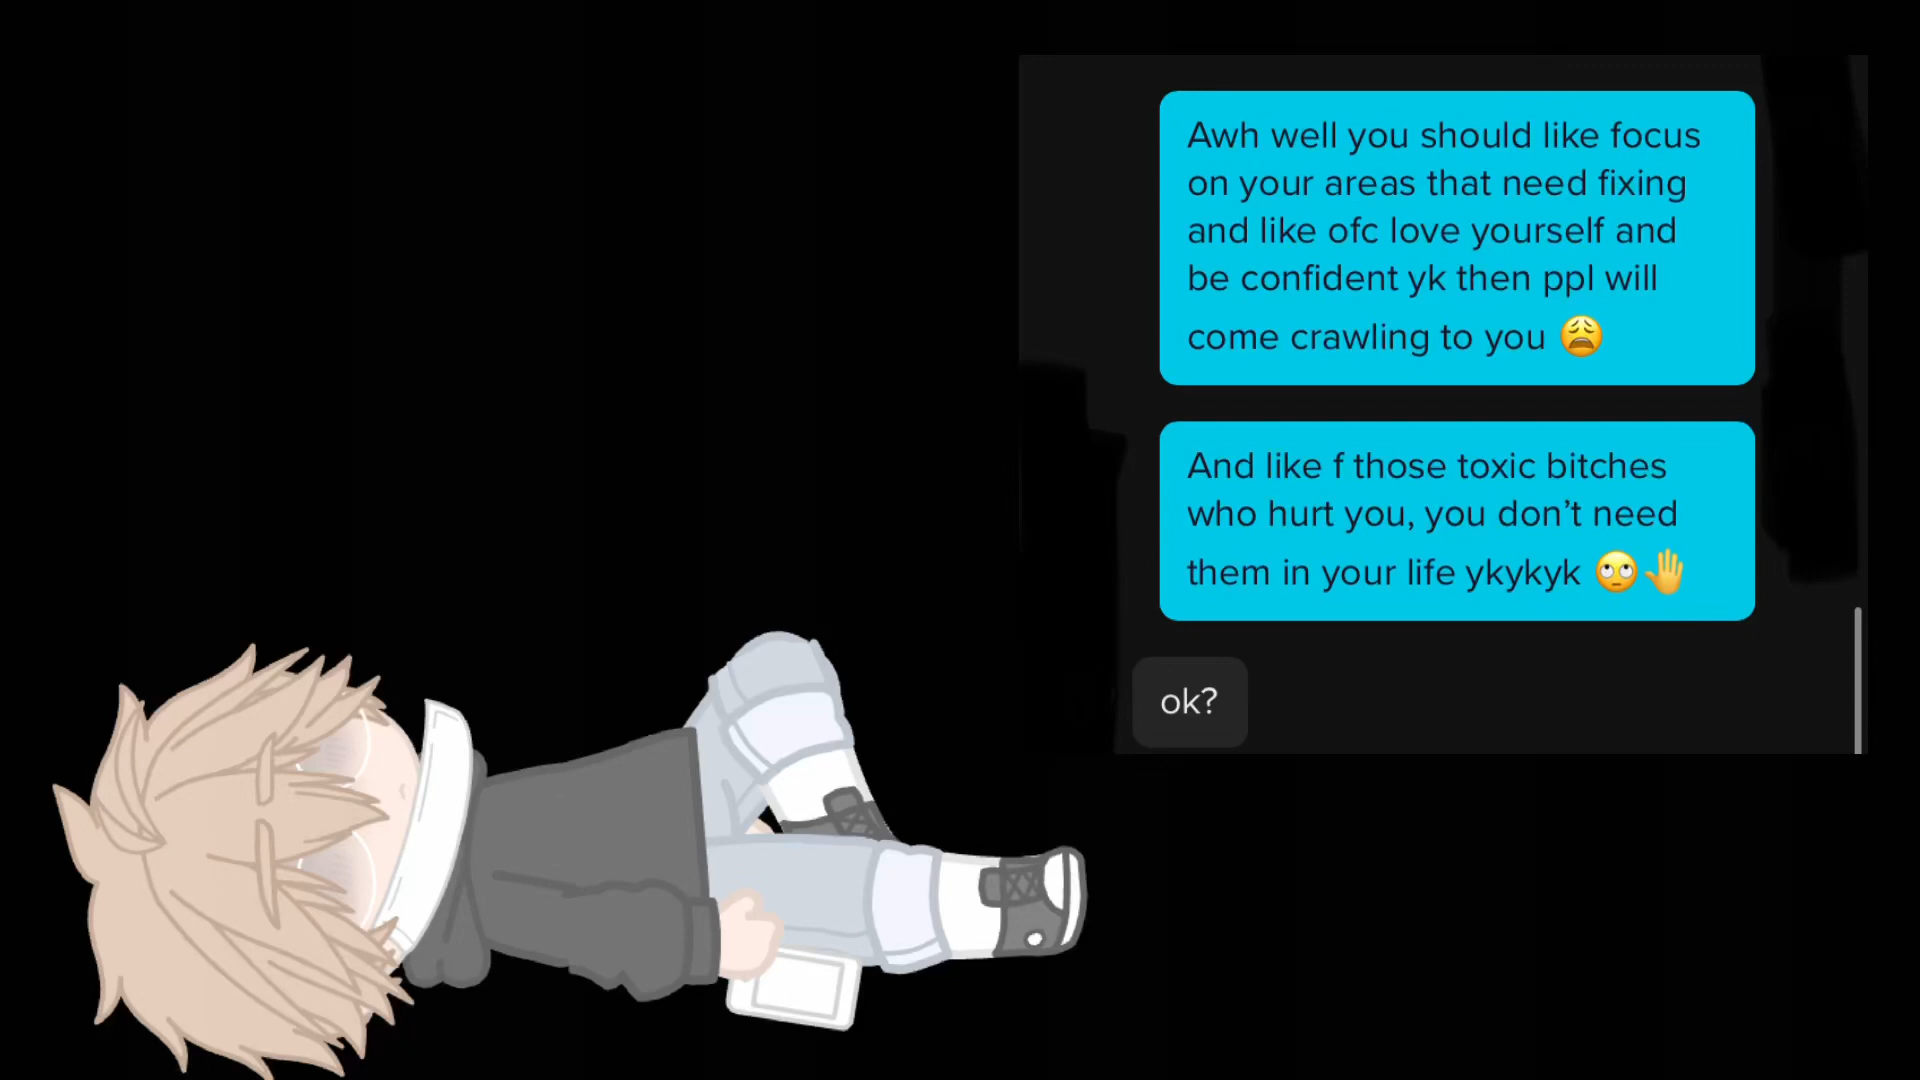 Awh well you should like focus
on your areas that need fixing
and like ofc love yourself and
be confident yk then ppl will
come crawling to you 😩
And like f those toxic bitches
who hurt you, you don’t need
them in your life ykykyk 🙄🤚
ok?